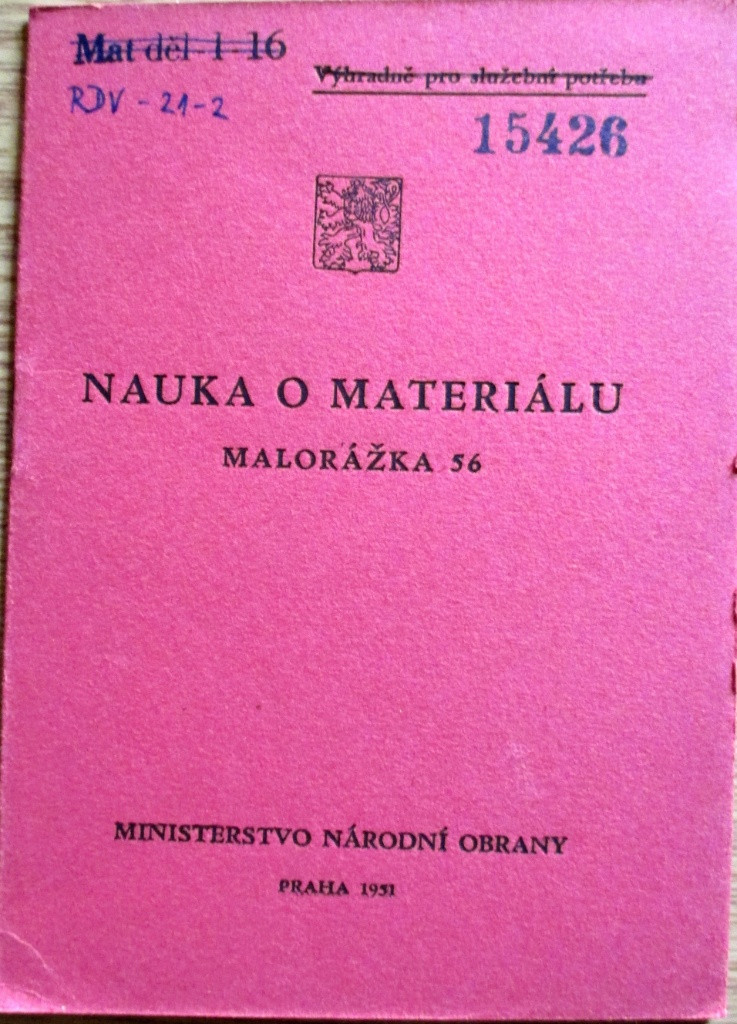 Mat děl-1-16
Výhradně pro služební potřebu
RDV - 21-2
15426
NAUKA O MATERIÁLU
MALORÁŽKA 56
MINISTERSTVO NÁRODNÍ OBRANY
PRAHA 1951